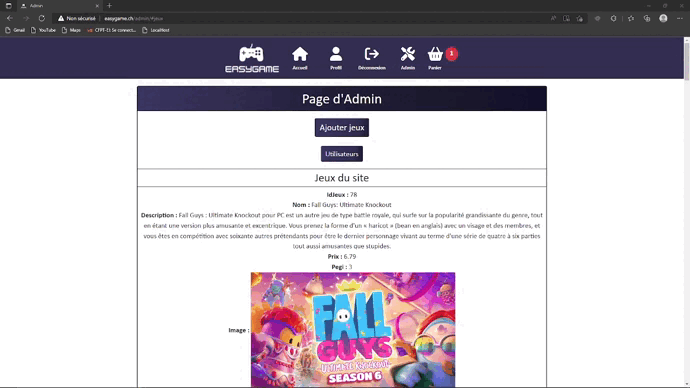 Admin
Non sécurisé
easygame.ch/admin/#jeux
Gmail
YouTube
Maps
CFPT-EI: Se connect...
LocalHost
EASYGAME
Accueil
Profil
Déconnexion
Admin
Panier
1
Page d'Admin
Ajouter jeux
Utilisateurs
Jeux du site
IdJeux : 78
Nom : Fall Guys: Ultimate Knockout
Description : Fall Guys : Ultimate Knockout pour PC est un autre jeu de type battle royale, qui surfe sur la popularité grandissante du genre, tout
en étant une version plus amusante et excentrique. Vous prenez la forme d'un « haricot » (bean en anglais) avec un visage et des membres, et
vous êtes en compétition avec soixante autres prétendants pour être le dernier personnage vivant au terme d'une série de quatre à six parties
tout aussi amusantes que stupides.
Prix : 6.79
Pegi : 3
Image :
FALL
GUYS
ULTIMATE KNOCKOUT
SEASON 6